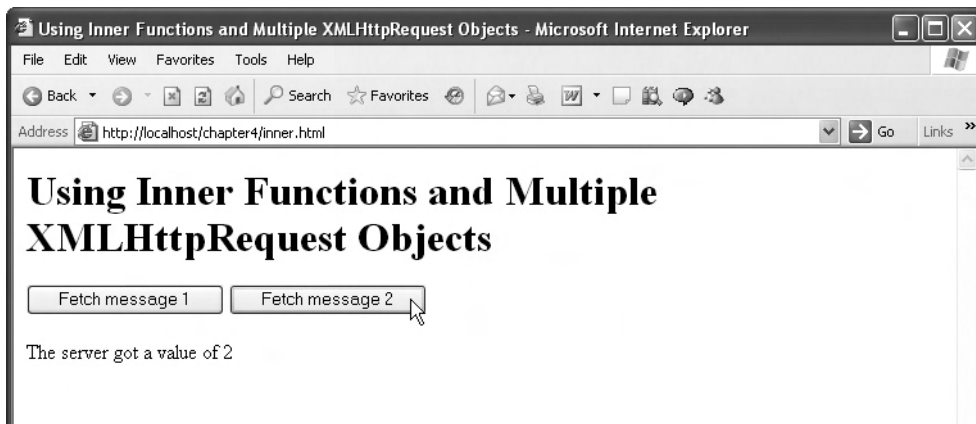 Using Inner Functions and Multiple XMLHttpRequest Objects - Microsoft Internet Explorer
File Edit View Favorites Tools Help
Back Search Favorites
Address http://localhost/chapter4/inner.html Go Links »
Using Inner Functions and Multiple
XMLHttpRequest Objects
Fetch message 1 Fetch message 2
The server got a value of 2